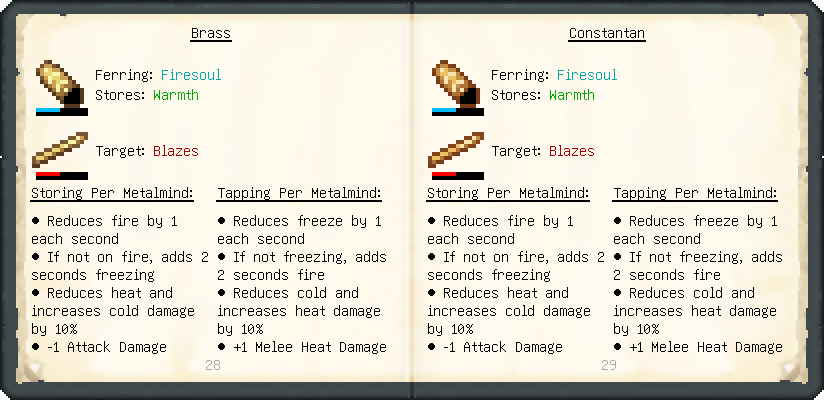 Brass
Ferring: Firesoul
Stores: Warmth
Target: Blazes
Storing Per Metalmind:
● Reduces fire by 1
each second
● If not on fire, adds 2
seconds freezing
● Reduces heat and
increases cold damage
by 10%
● -1 Attack Damage
Tapping Per Metalmind:
● Reduces freeze by 1
each second
● If not freezing, adds
2 seconds fire
● Reduces cold and
increases heat damage
by 10%
● +1 Melee Heat Damage
28
Constantan
Ferring: Firesoul
Stores: Warmth
Target: Blazes
Storing Per Metalmind:
● Reduces fire by 1
each second
● If not on fire, adds 2
seconds freezing
● Reduces heat and
increases cold damage
by 10%
● -1 Attack Damage
Tapping Per Metalmind:
● Reduces freeze by 1
each second
● If not freezing, adds
2 seconds fire
● Reduces cold and
increases heat damage
by 10%
● +1 Melee Heat Damage
29